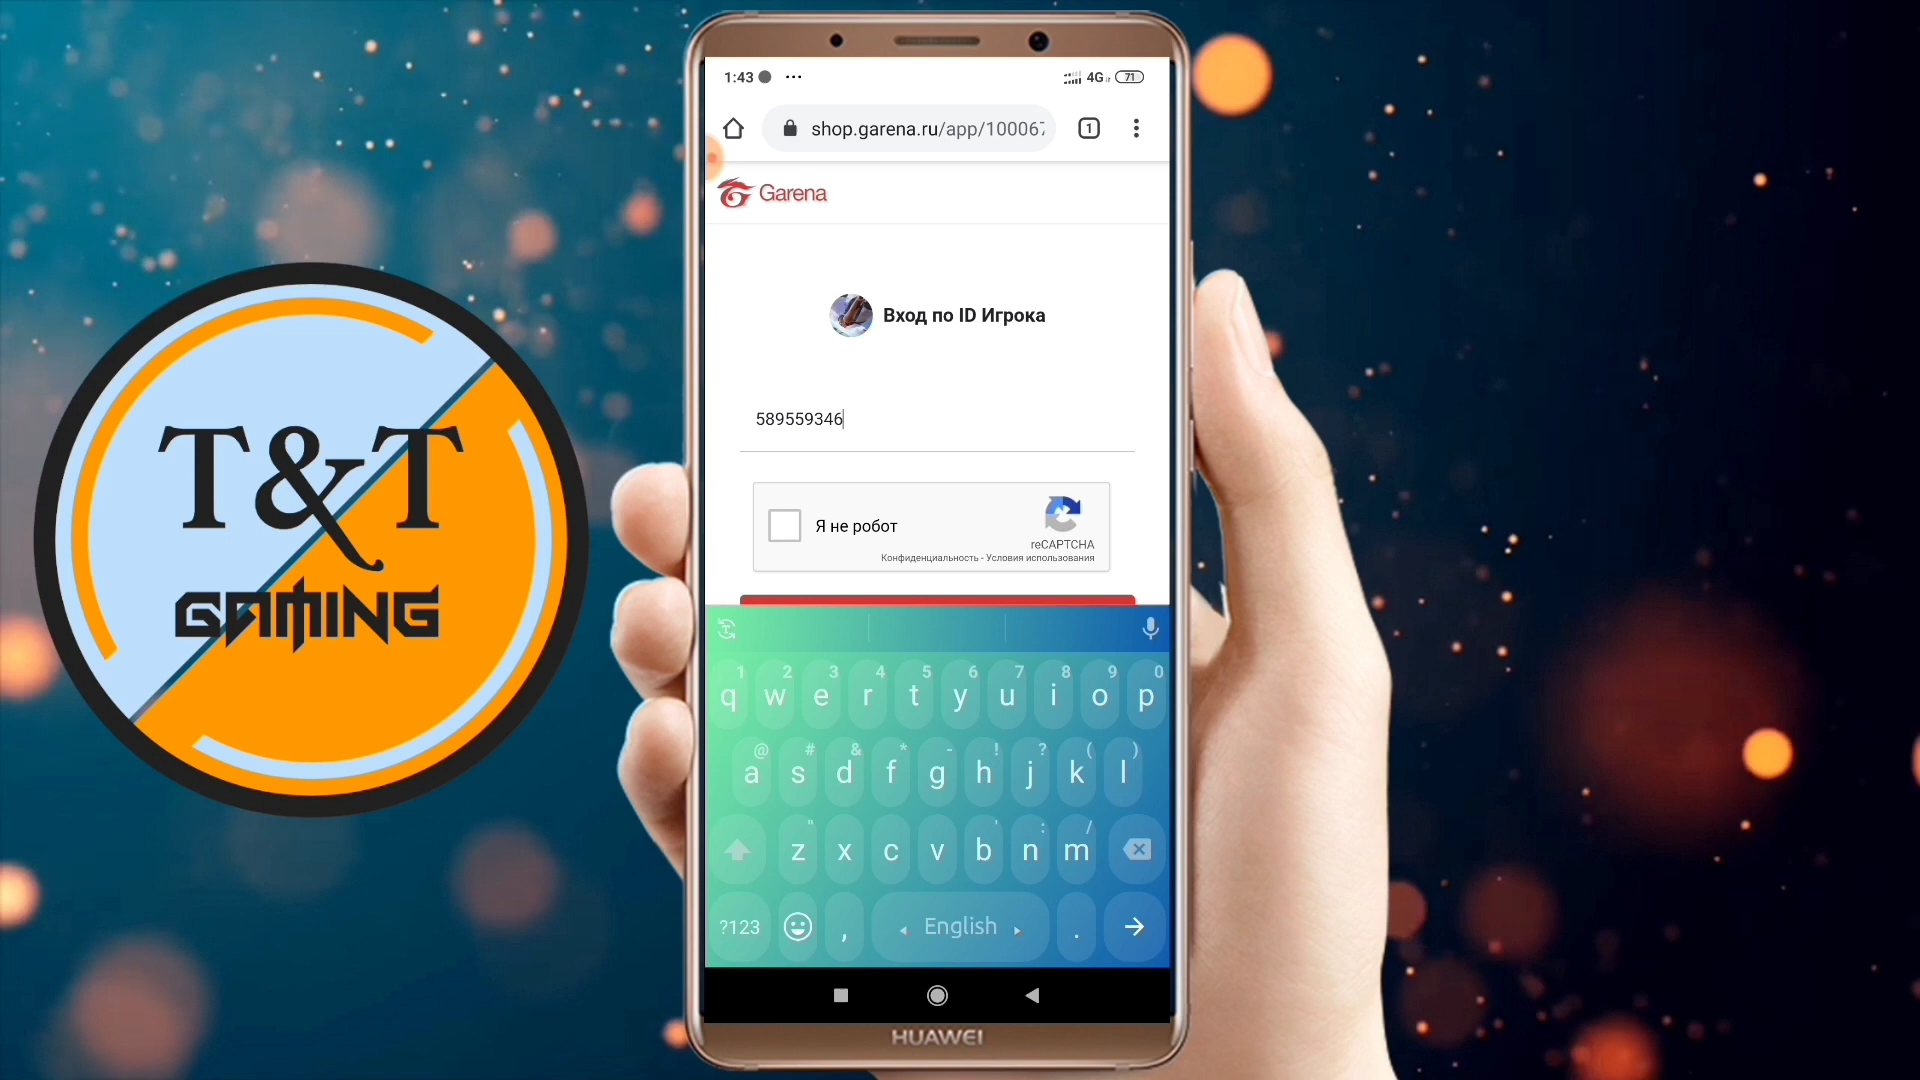 T&T
GAMING
1:43
4G
71
shop.garena.ru/app/10006
1
Garena
Вход по ID Игрока
589559346
Я не робот
reCAPTCHA
Конфиденциальность - Условия использования
1 2 3 4 5 6 7 8 9 0
q w e r t y u i o p
@ # & * - ! ? ( )
a s d f g h j k l
" ' : /
z x c v b n m
?123 , English .
HUAWEI